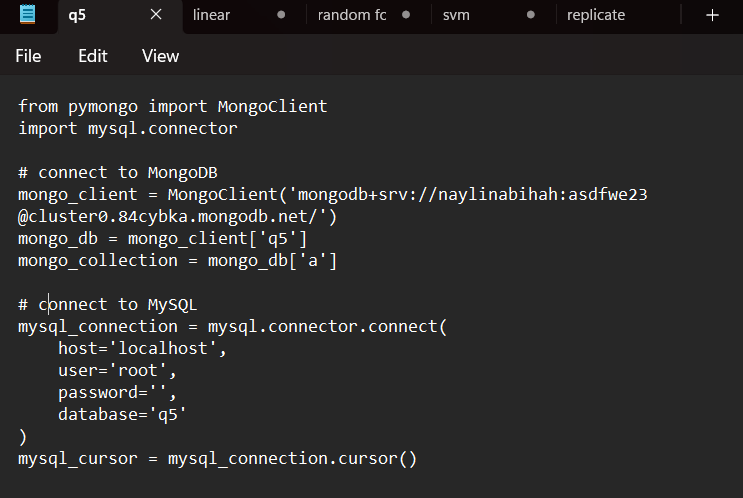 q5
linear
random fc
svm
replicate
File Edit View
from pymongo import MongoClient
import mysql.connector
# connect to MongoDB
mongo_client = MongoClient('mongodb+srv://naylinabihah:asdfwe23
@cluster0.84cybka.mongodb.net/')
mongo_db = mongo_client['q5']
mongo_collection = mongo_db['a']
# connect to MySQL
mysql_connection = mysql.connector.connect(
    host='localhost',
    user='root',
    password='',
    database='q5'
)
mysql_cursor = mysql_connection.cursor()